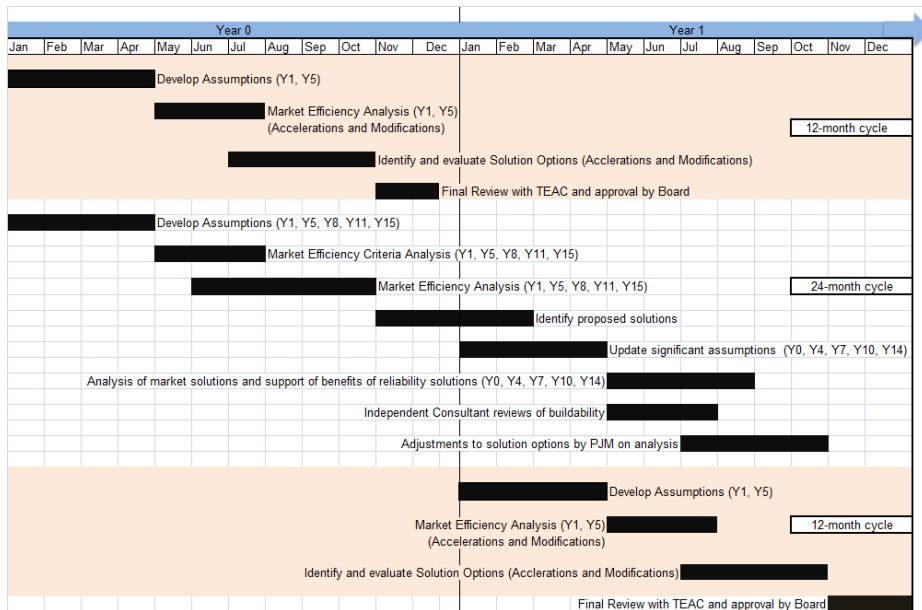 Year 0 Year 1
Jan Feb Mar Apr May Jun Jul Aug Sep Oct Nov Dec Jan Feb Mar Apr May Jun Jul Aug Sep Oct Nov Dec
Develop Assumptions (Y1, Y5)
Market Efficiency Analysis (Y1, Y5)
(Accelerations and Modifications)
12-month cycle
Identify and evaluate Solution Options (Acclerations and Modifications)
Final Review with TEAC and approval by Board
Develop Assumptions (Y1, Y5, Y8, Y11, Y15)
Market Efficiency Criteria Analysis (Y1, Y5, Y8, Y11, Y15)
Market Efficiency Analysis (Y1, Y5, Y8, Y11, Y15)
24-month cycle
Identify proposed solutions
Update significant assumptions (Y0, Y4, Y7, Y10, Y14)
Analysis of market solutions and support of benefits of reliability solutions (Y0, Y4, Y7, Y10, Y14)
Independent Consultant reviews of buildability
Adjustments to solution options by PJM on analysis
Develop Assumptions (Y1, Y5)
Market Efficiency Analysis (Y1, Y5)
(Accelerations and Modifications)
12-month cycle
Identify and evaluate Solution Options (Acclerations and Modifications)
Final Review with TEAC and approval by Board